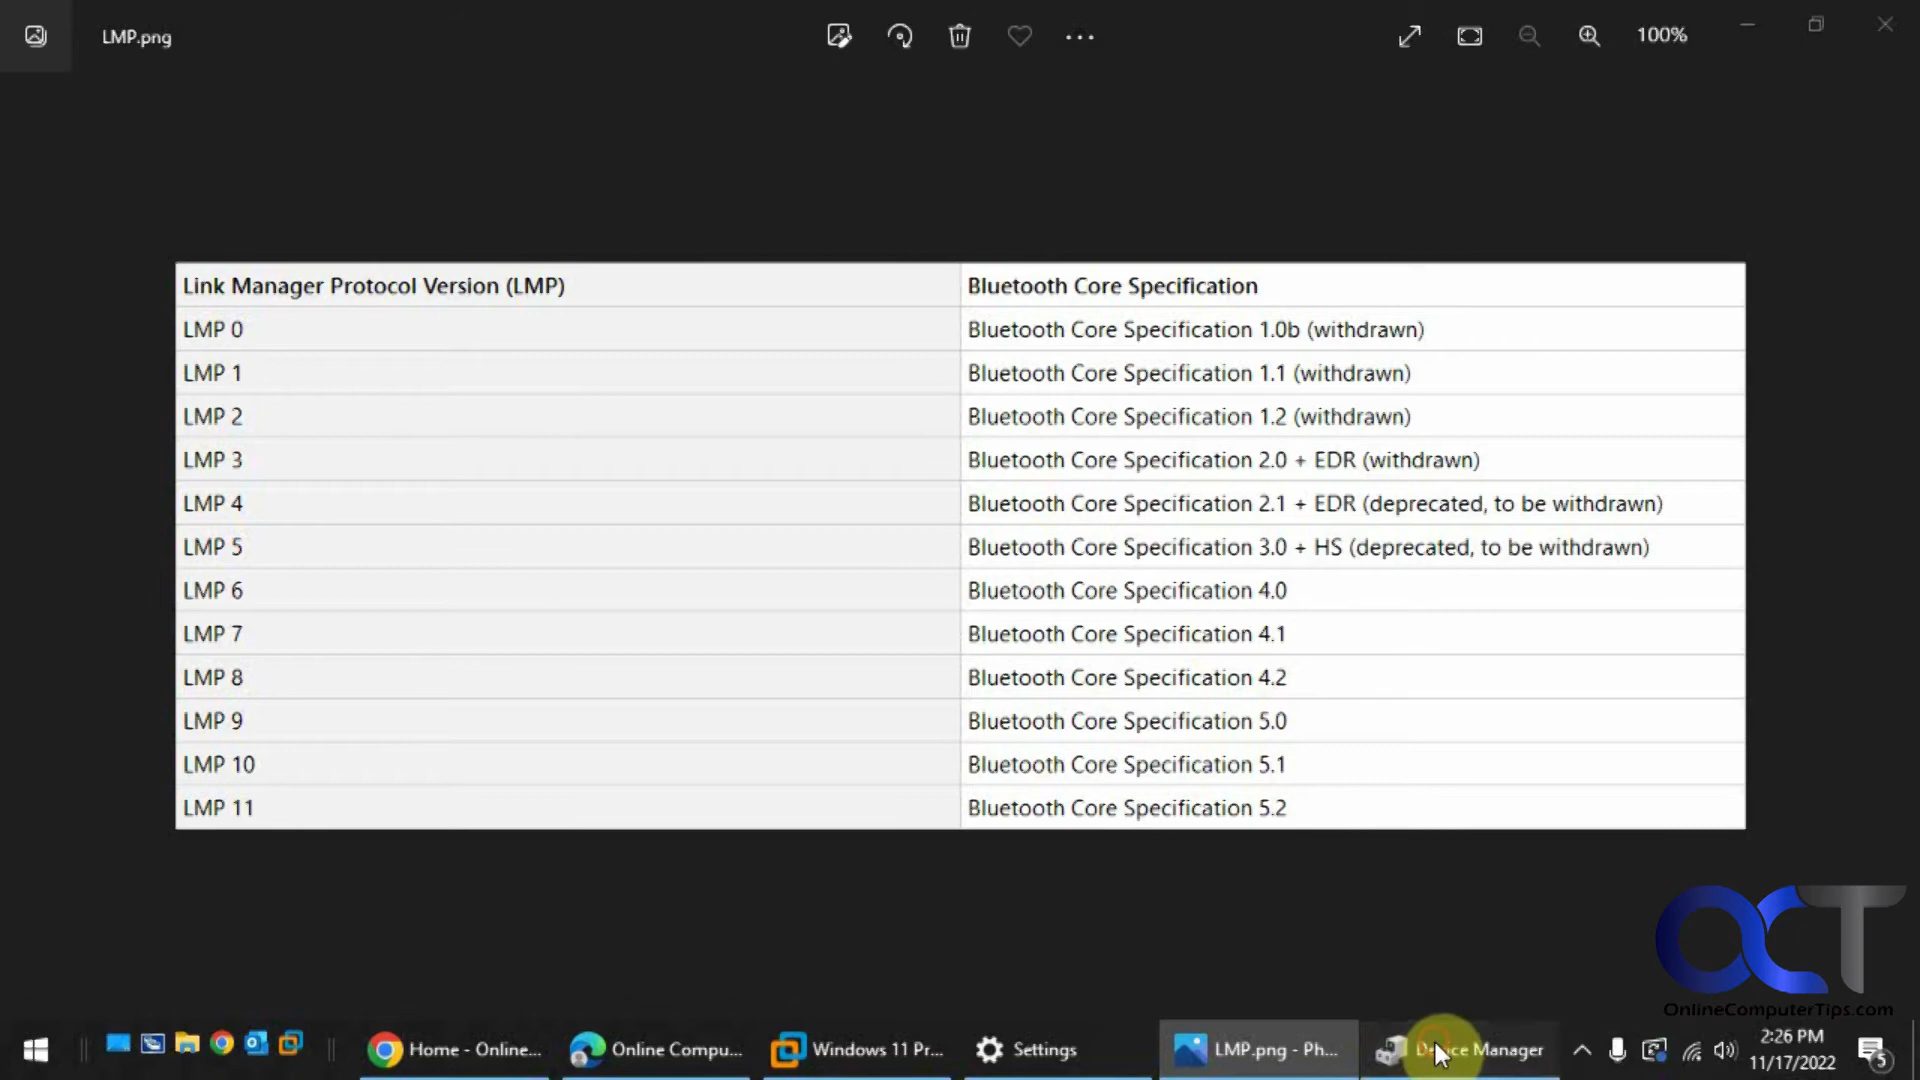 LMP.png
100%
Link Manager Protocol Version (LMP) Bluetooth Core Specification
LMP 0 Bluetooth Core Specification 1.0b (withdrawn)
LMP 1 Bluetooth Core Specification 1.1 (withdrawn)
LMP 2 Bluetooth Core Specification 1.2 (withdrawn)
LMP 3 Bluetooth Core Specification 2.0 + EDR (withdrawn)
LMP 4 Bluetooth Core Specification 2.1 + EDR (deprecated, to be withdrawn)
LMP 5 Bluetooth Core Specification 3.0 + HS (deprecated, to be withdrawn)
LMP 6 Bluetooth Core Specification 4.0
LMP 7 Bluetooth Core Specification 4.1
LMP 8 Bluetooth Core Specification 4.2
LMP 9 Bluetooth Core Specification 5.0
LMP 10 Bluetooth Core Specification 5.1
LMP 11 Bluetooth Core Specification 5.2
OCT
OnlineComputerTips.com
Home - Online... Online Compu... Windows 11 Pr... Settings LMP.png - Ph... Device Manager 2:26 PM
11/17/2022 5